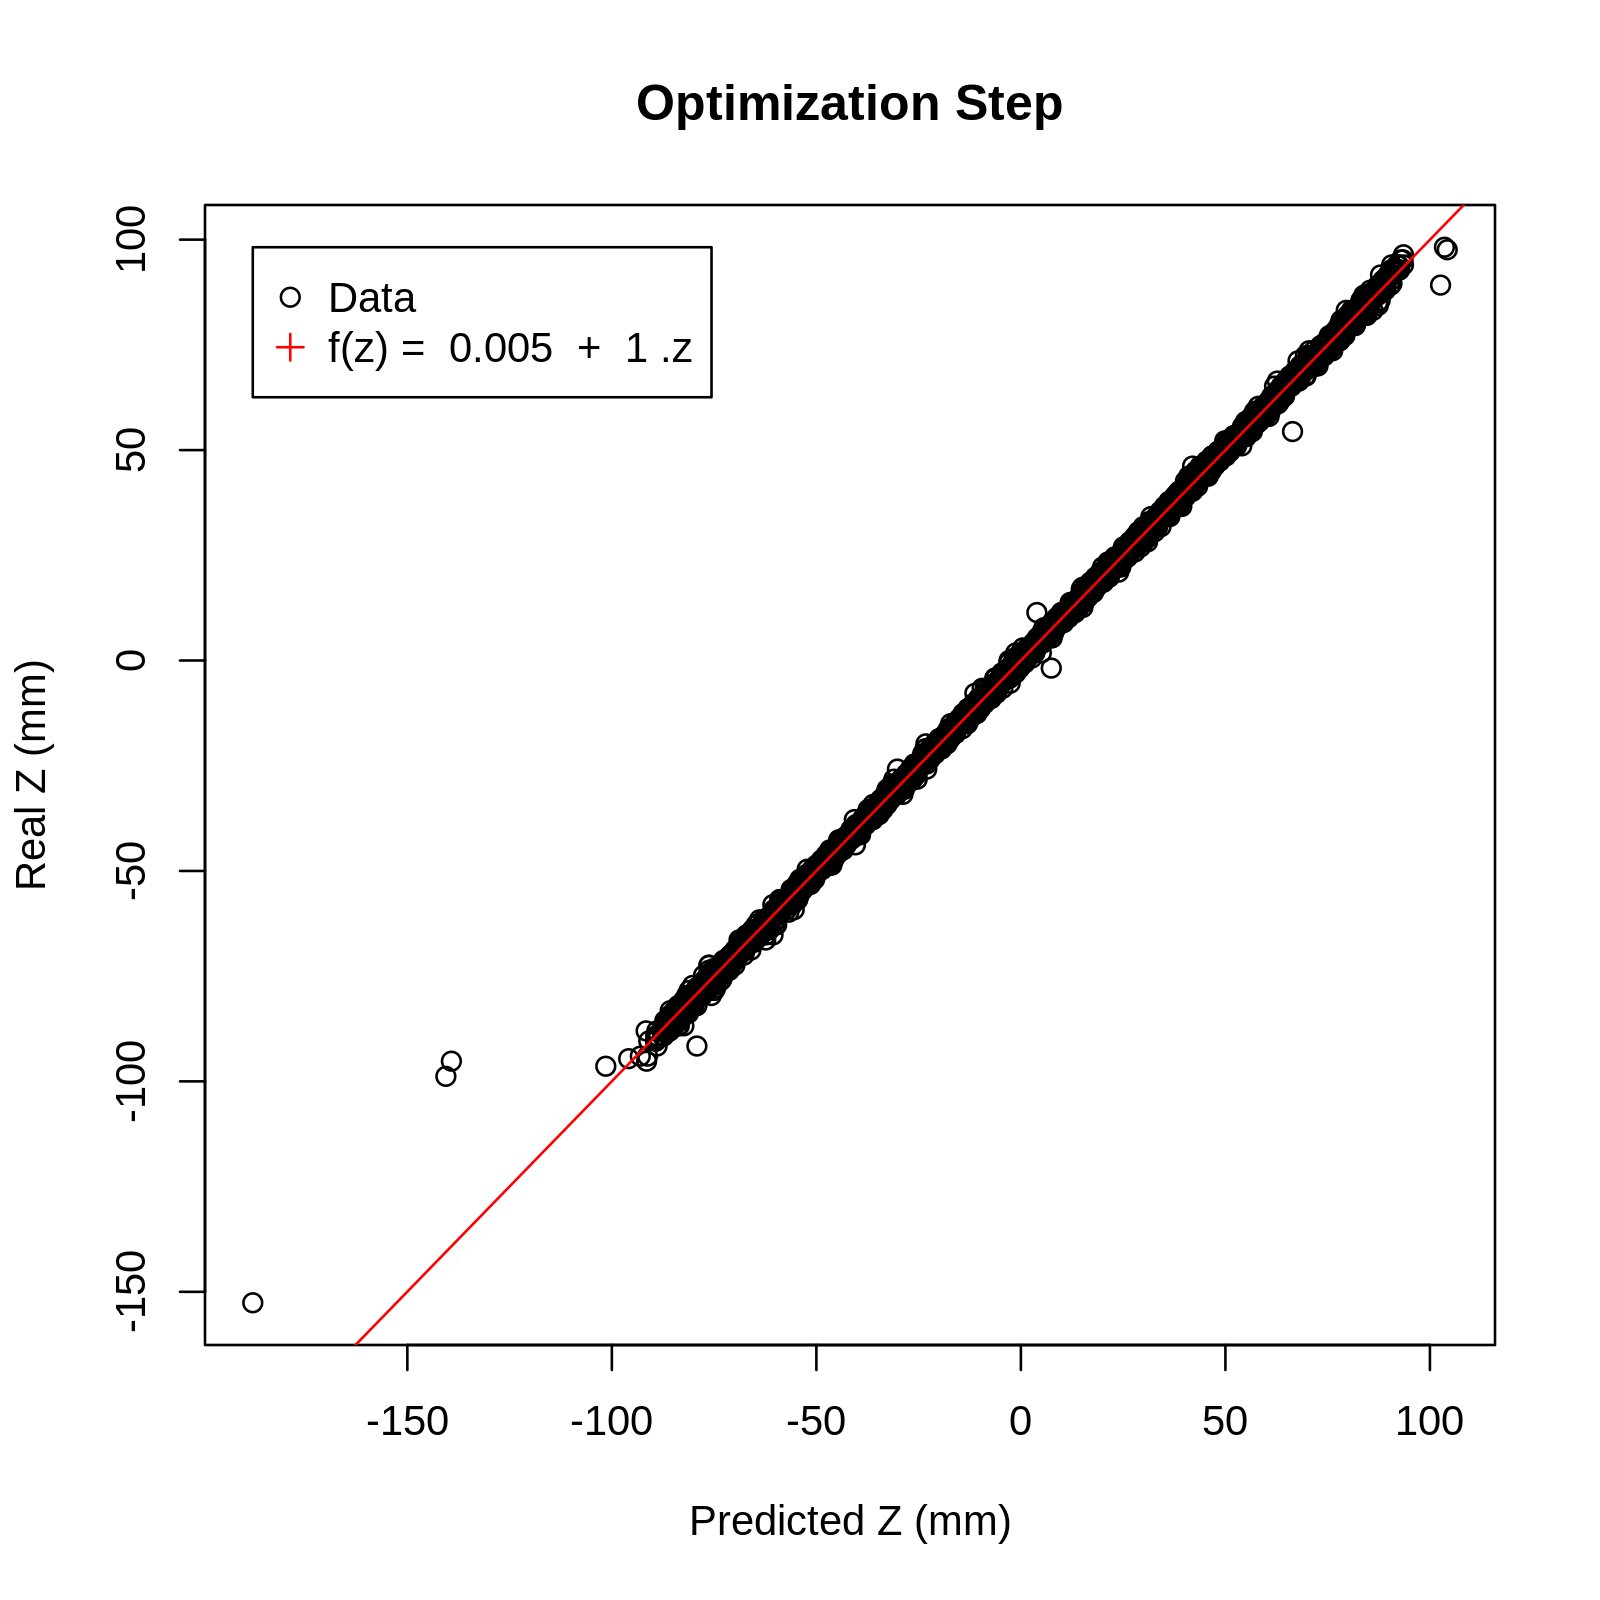 Optimization Step
Data
f(z) = 0.005 + 1 .z
100
50
0
-50
-100
-150
Real Z (mm)
-150 -100 -50 0 50 100
Predicted Z (mm)